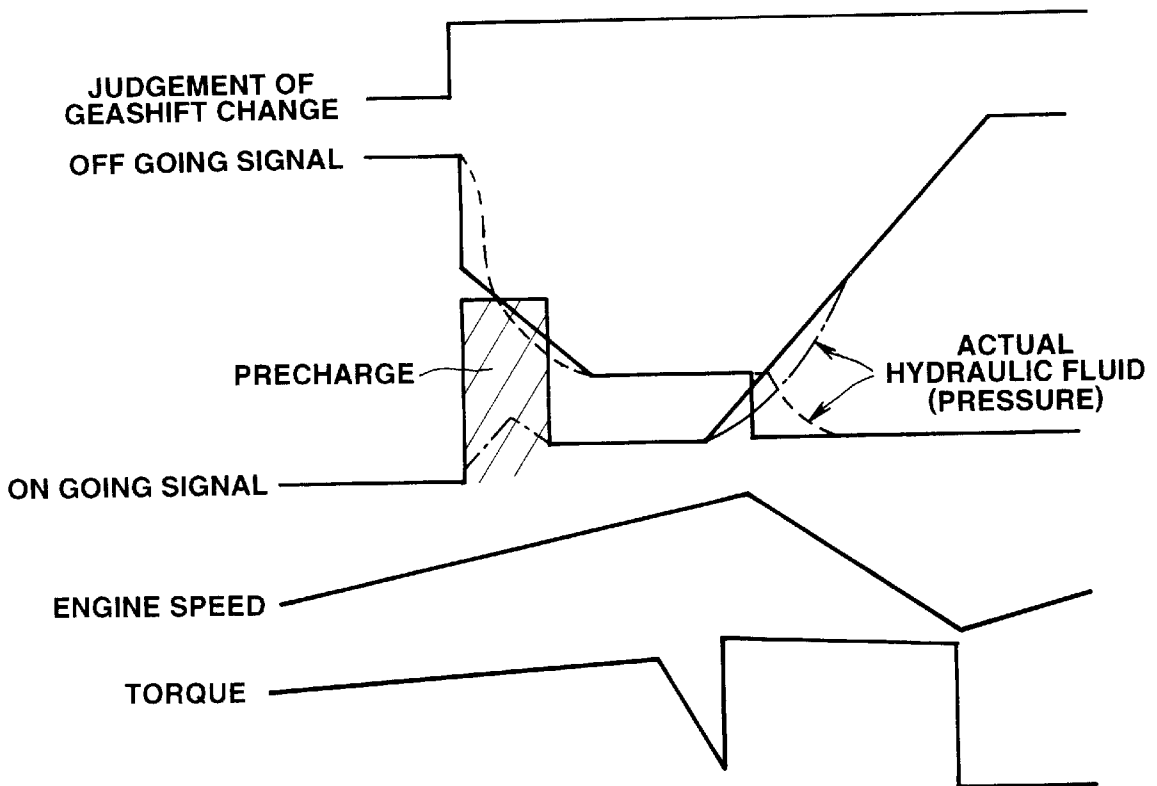 JUDGEMENT OF
GEASHIFT CHANGE
OFF GOING SIGNAL
PRECHARGE
ACTUAL
HYDRAULIC FLUID
(PRESSURE)
ON GOING SIGNAL
ENGINE SPEED
TORQUE